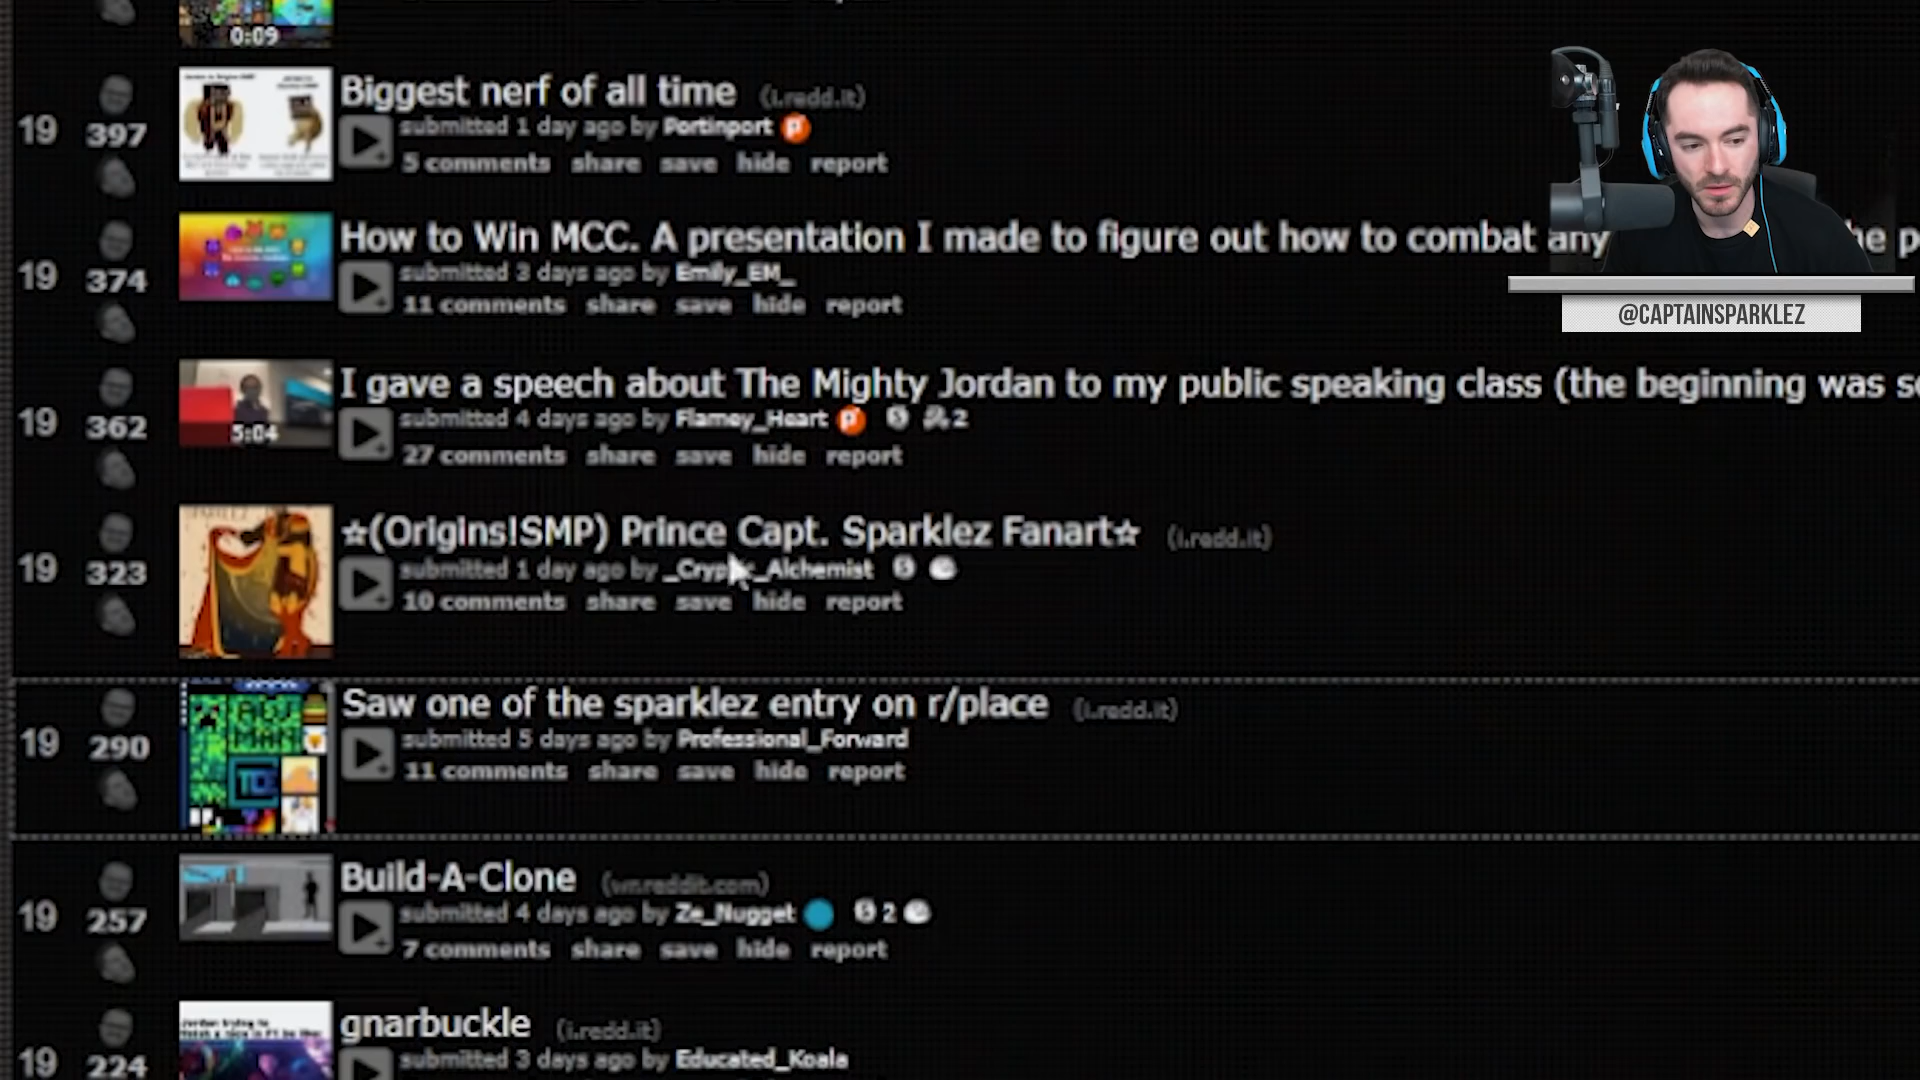 0:09
Biggest nerf of all time (i.redd.it)
19
397
submitted 1 day ago by Portinport
5 comments share save hide report
How to Win MCC. A presentation I made to figure out how to combat any he p
19
374
submitted 3 days ago by Emily_EM_
11 comments share save hide report
@CAPTAINSPARKLEZ
I gave a speech about The Mighty Jordan to my public speaking class (the beginning was s
19
362
5:04
submitted 4 days ago by Flamey_Heart 2
27 comments share save hide report
☆(Origins!SMP) Prince Capt. Sparklez Fanart☆ (i.redd.it)
19
323
submitted 1 day ago by _Cryp _Alchemist
10 comments share save hide report
Saw one of the sparklez entry on r/place (i.redd.it)
19
290
submitted 5 days ago by Professional_Forward
11 comments share save hide report
Build-A-Clone (v.reddit.com)
19
257
submitted 4 days ago by Ze_Nugget 2
7 comments share save hide report
gnarbuckle (i.redd.it)
19
224
submitted 3 days ago by Educated_Koala